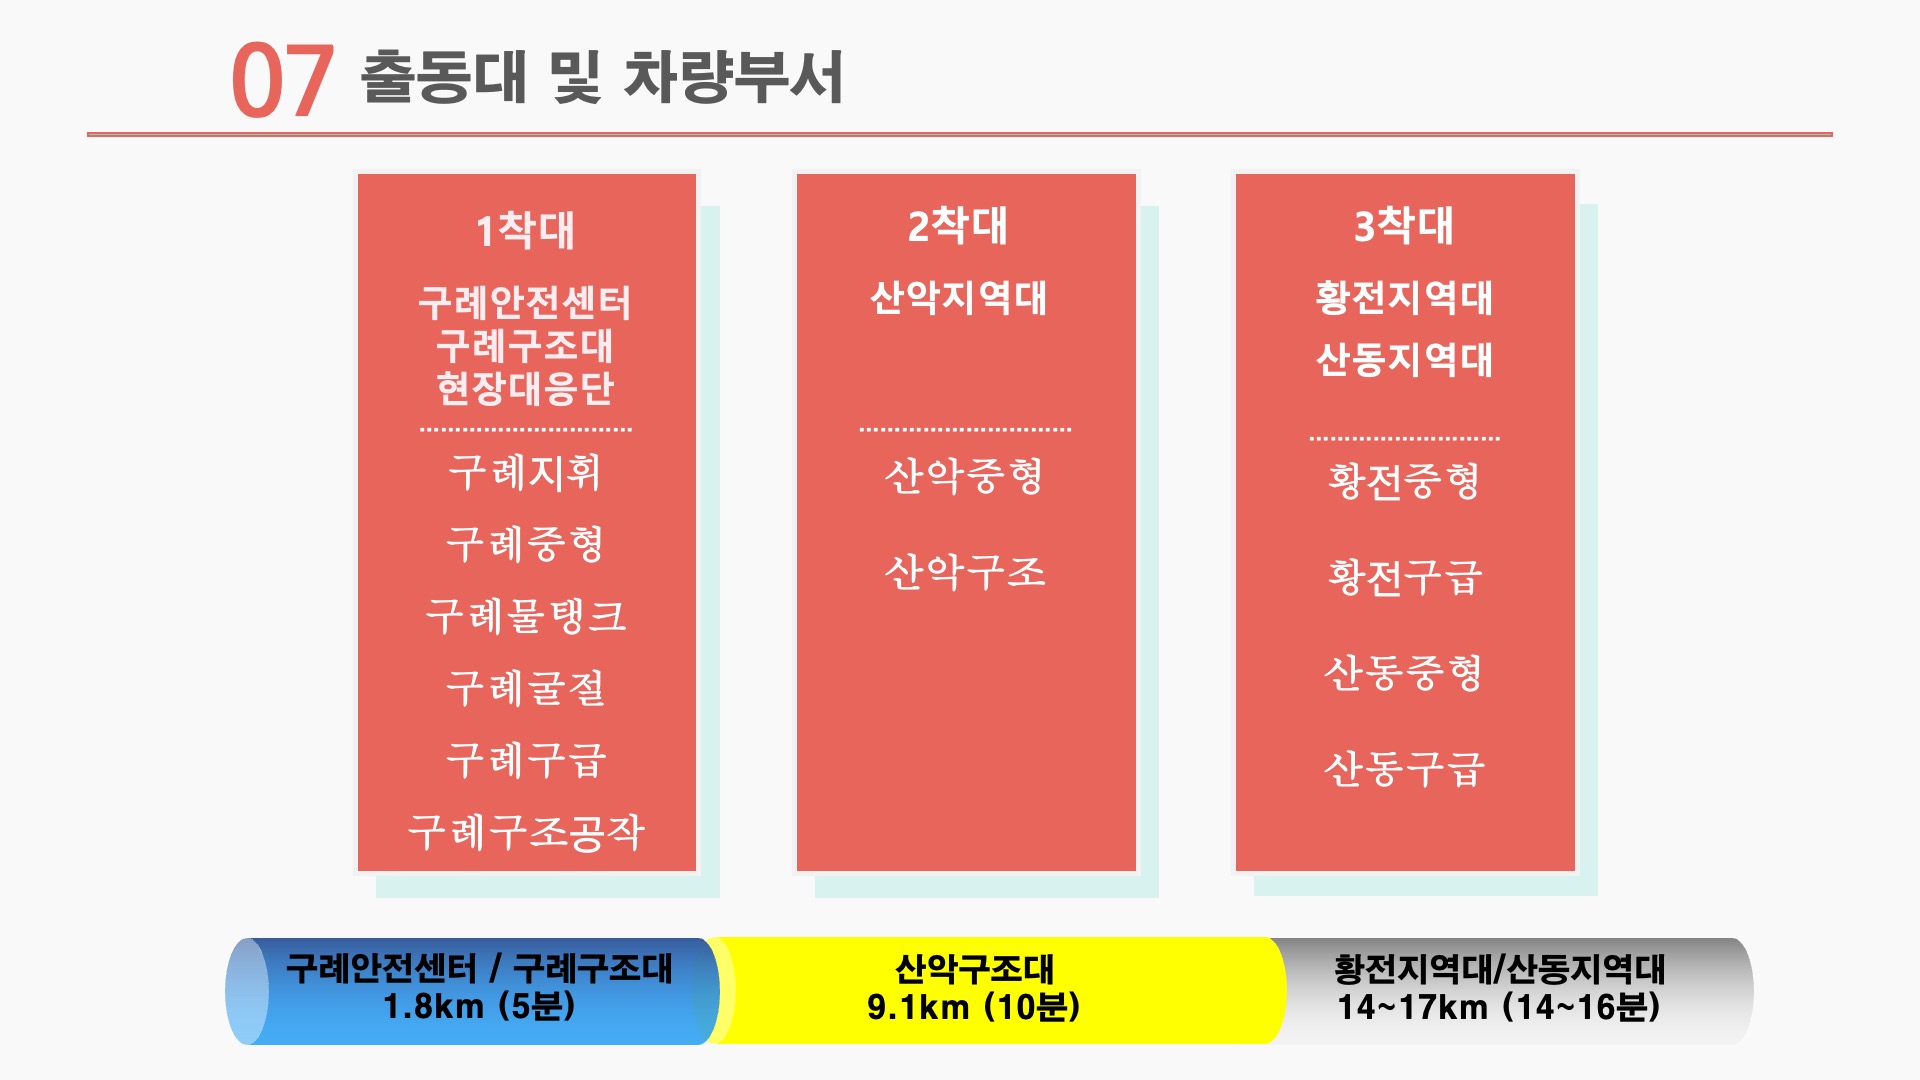 07 출동대 및 차량부서
1착대
구례안전센터
구례구조대
현장대응단
구례지휘
구례중형
구례물탱크
구례굴절
구례구급
구례구조공작
2착대
산악지역대
산악중형
산악구조
3착대
황전지역대
산동지역대
황전중형
황전구급
산동중형
산동구급
구례안전센터 / 구례구조대
1.8km (5분)
산악구조대
9.1km (10분)
황전지역대/산동지역대
14~17km (14~16분)